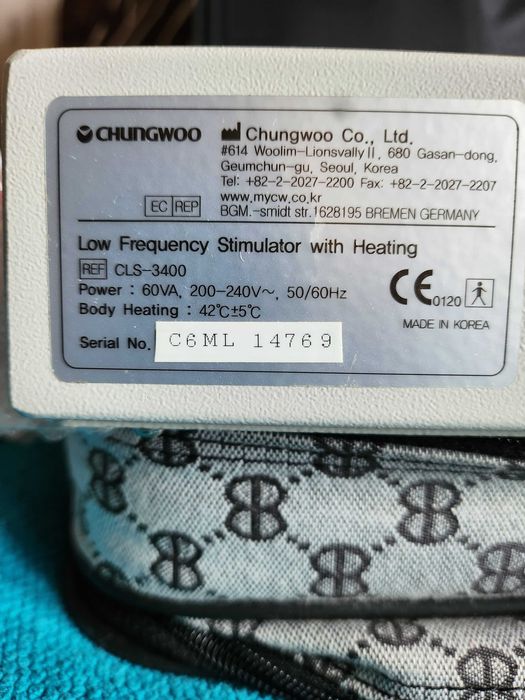 CHUNGWOO
Chungwoo Co., Ltd.
#614 Woolim-Lionsvally II, 680 Gasan-dong,
Geumchun-gu, Seoul, Korea
Tel: +82-2-2027-2200 Fax: +82-2-2027-2207
www.mycw.co.kr
EC REP BGM.-smidt str.1628195 BREMEN GERMANY
Low Frequency Stimulator with Heating
REF CLS-3400
Power : 60VA, 200-240V～, 50/60Hz
Body Heating : 42℃±5℃
CE 0120
MADE IN KOREA
Serial No. C6ML 14769